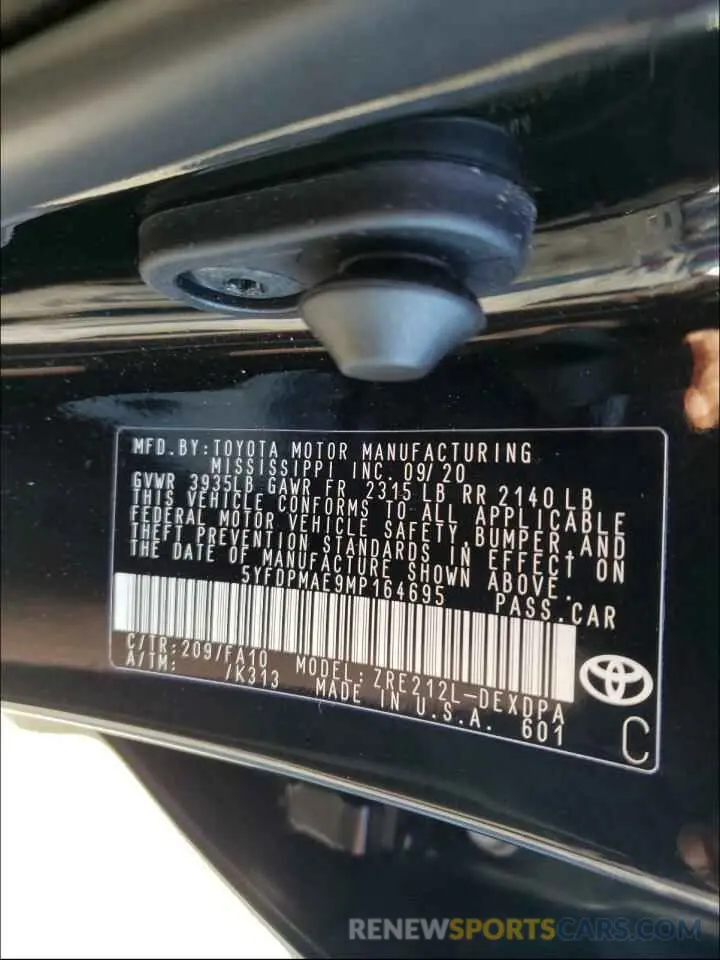 MFD.BY:TOYOTA MOTOR MANUFACTURING
MISSISSIPPI INC. 09/20
GVWR 3935LB GAWR FR 2315 LB RR 2140 LB
THIS VEHICLE CONFORMS TO ALL APPLICABLE
FEDERAL MOTOR VEHICLE SAFETY,BUMPER,AND
THEFT PREVENTION STANDARDS IN EFFECT ON
THE DATE OF MANUFACTURE SHOWN ABOVE.
5YFDPMAE9MP164695 PASS.CAR
C/TR:209/FA10 MODEL:ZRE212L-DEXDPA
A/TM: /K313 MADE IN U.S.A. 601
C
RENEWSPORTSCARS.COM